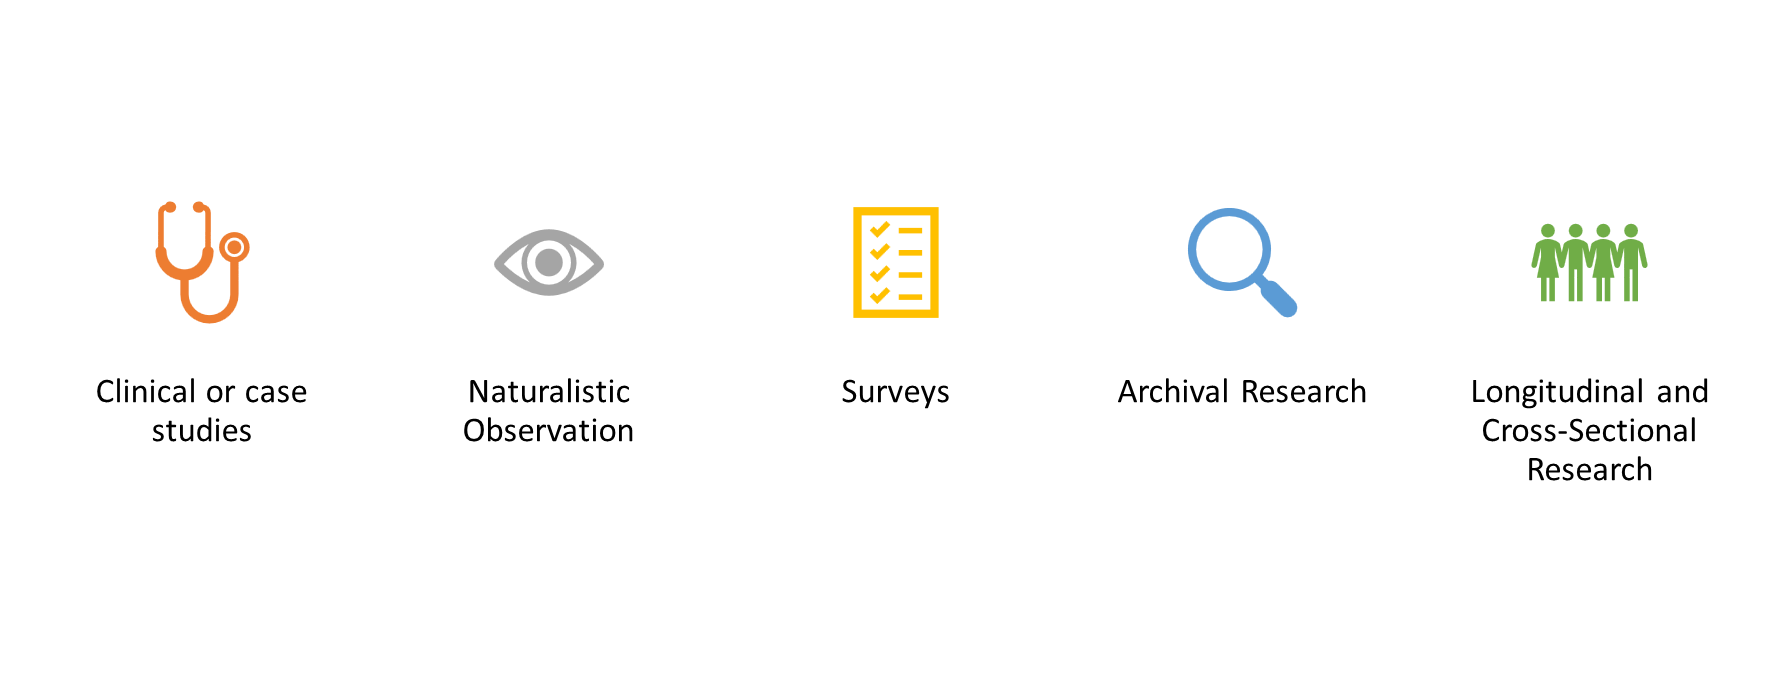 Clinical or case
studies
Naturalistic
Observation
Surveys
Archival Research
Longitudinal and
Cross-Sectional
Research